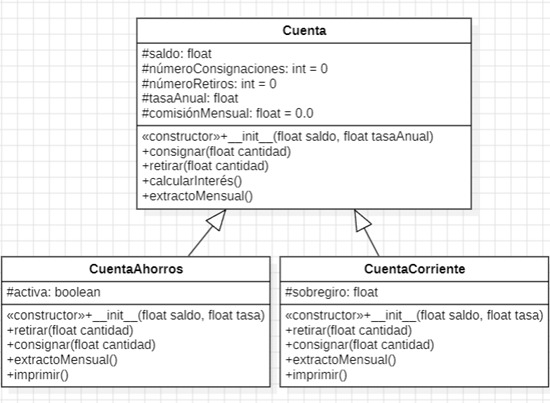 Cuenta
#saldo: float
#númeroConsignaciones: int = 0
#númeroRetiros: int = 0
#tasaAnual: float
#comisiónMensual: float = 0.0
«constructor»+__init__(float saldo, float tasaAnual)
+consignar(float cantidad)
+retirar(float cantidad)
+calcularInterés()
+extractoMensual()
CuentaAhorros
#activa: boolean
«constructor»+__init__(float saldo, float tasa)
+retirar(float cantidad)
+consignar(float cantidad)
+extractoMensual()
+imprimir()
CuentaCorriente
#sobregiro: float
«constructor»+__init__(float saldo, float tasa)
+retirar(float cantidad)
+consignar(float cantidad)
+extractoMensual()
+imprimir()